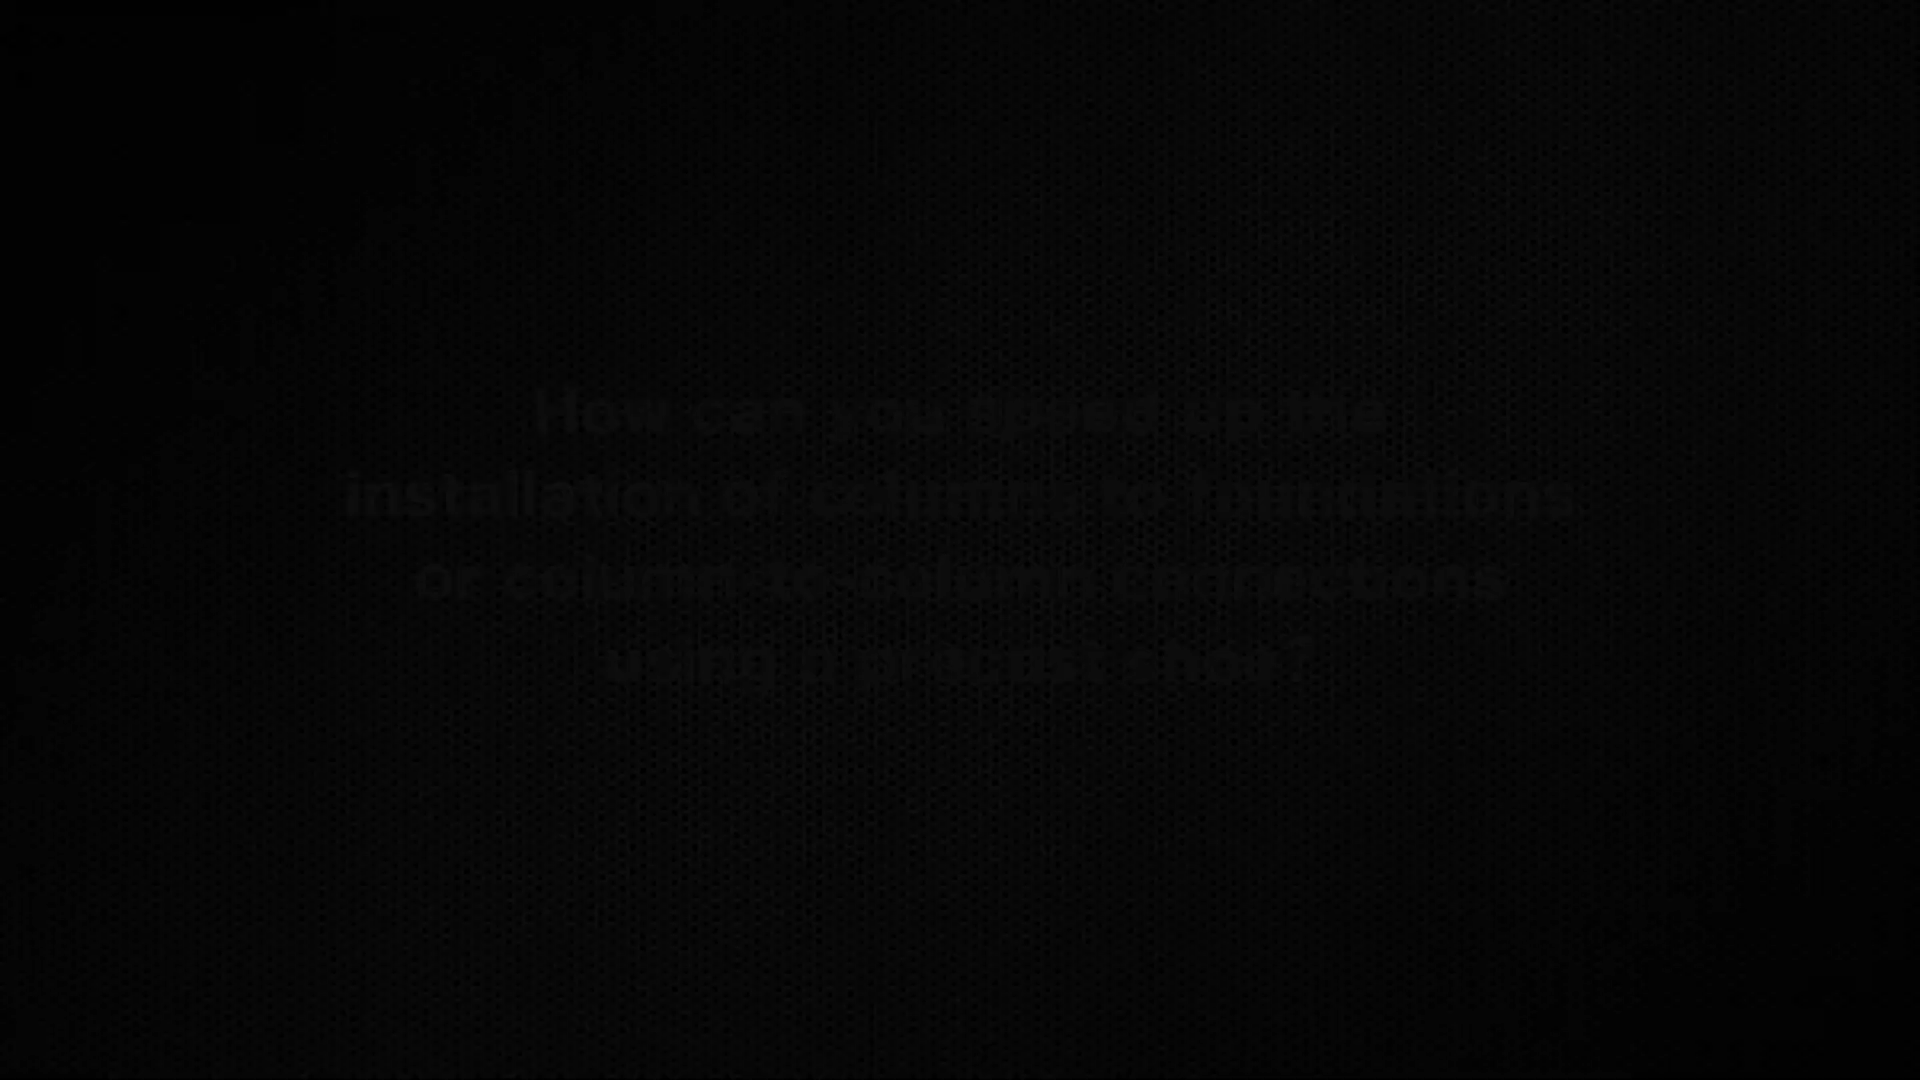 How can you speed up the
installation of columns to foundations
or column-to-column connections
using a precast shoe?